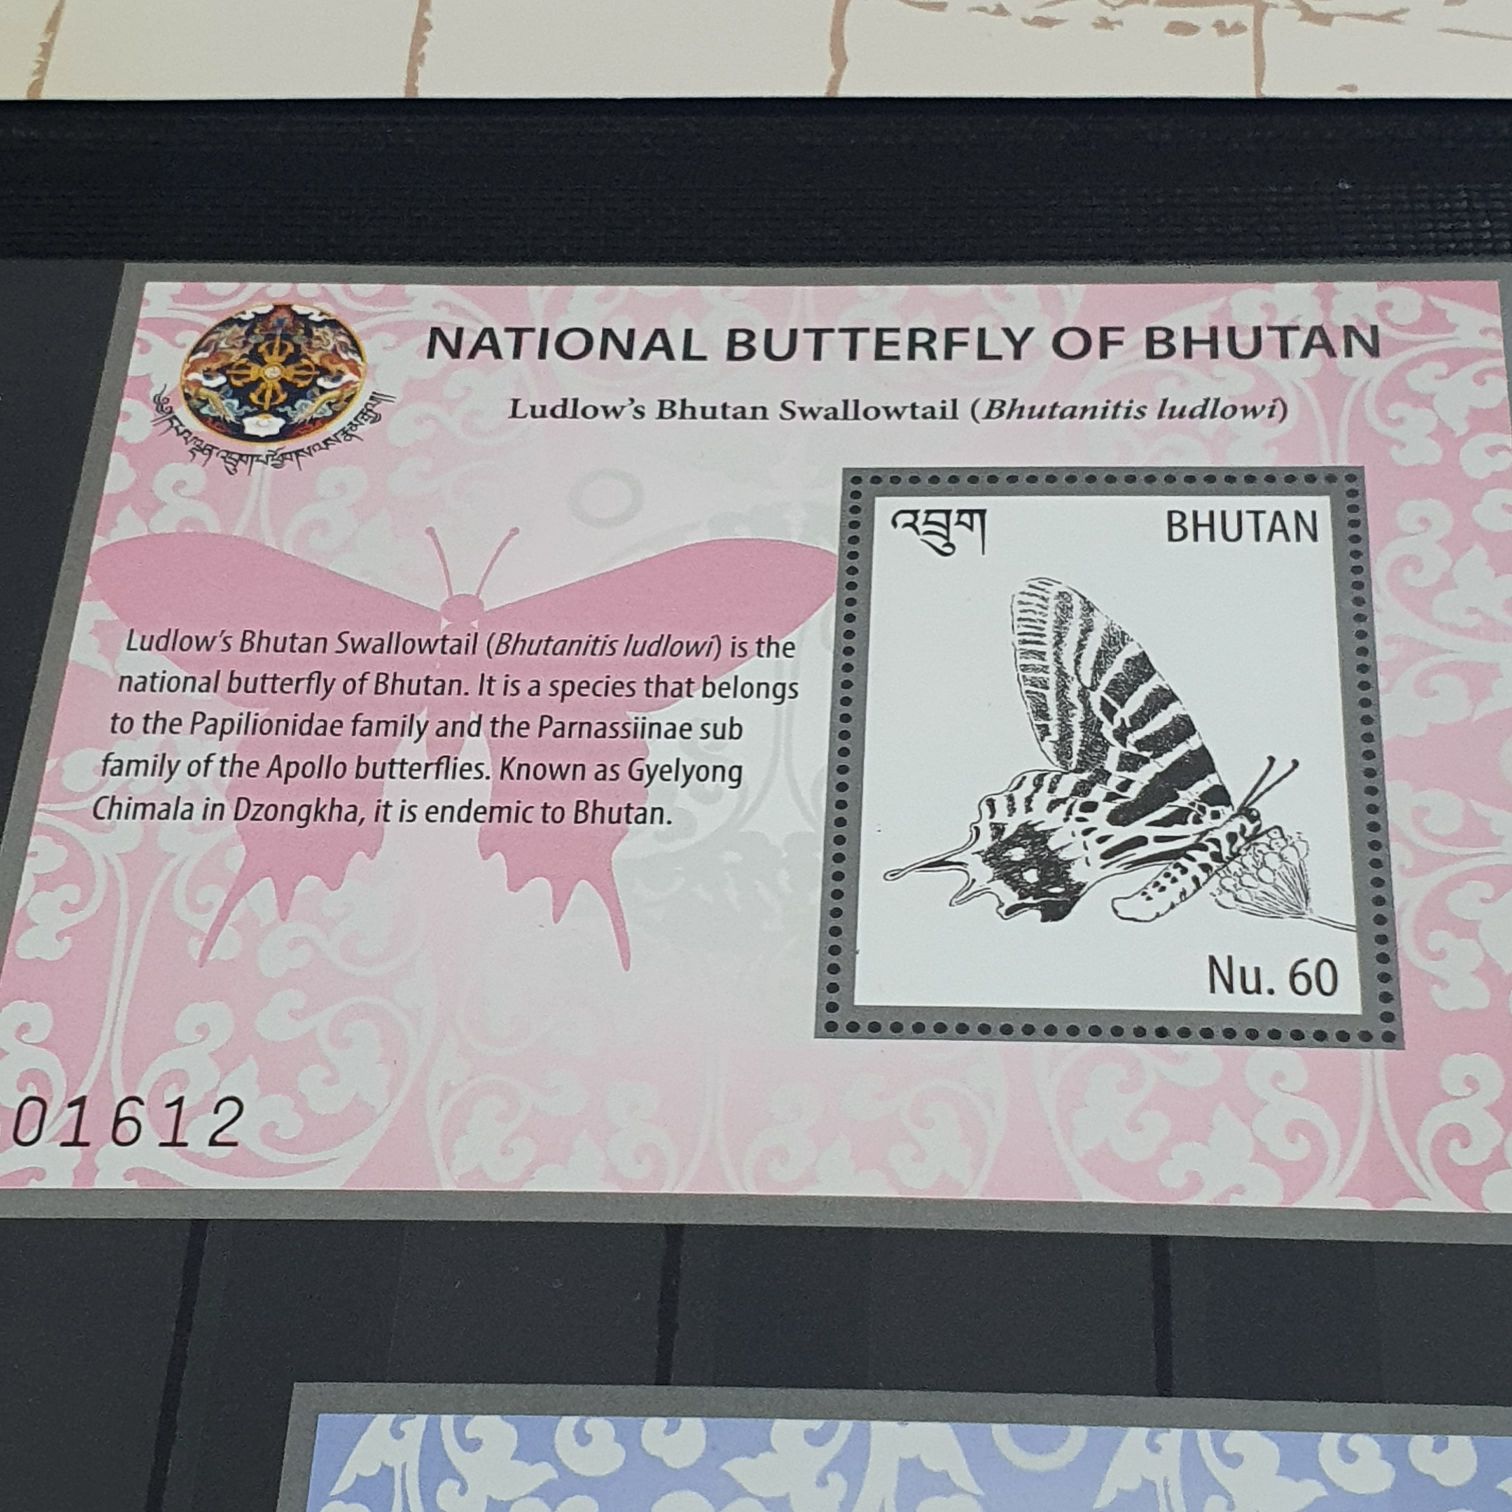 NATIONAL BUTTERFLY OF BHUTAN
Ludlow's Bhutan Swallowtail (Bhutanitis ludlowi)
འབྲུག
BHUTAN
Ludlow's Bhutan Swallowtail (Bhutanitis ludlowi) is the
national butterfly of Bhutan. It is a species that belongs
to the Papilionidae family and the Parnassiinae sub
family of the Apollo butterflies. Known as Gyelyong
Chimala in Dzongkha, it is endemic to Bhutan.
Nu. 60
01612